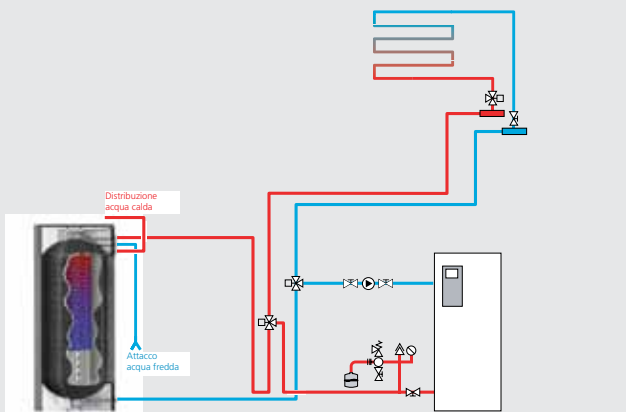 Distribuzione
acqua calda
Attacco
acqua fredda